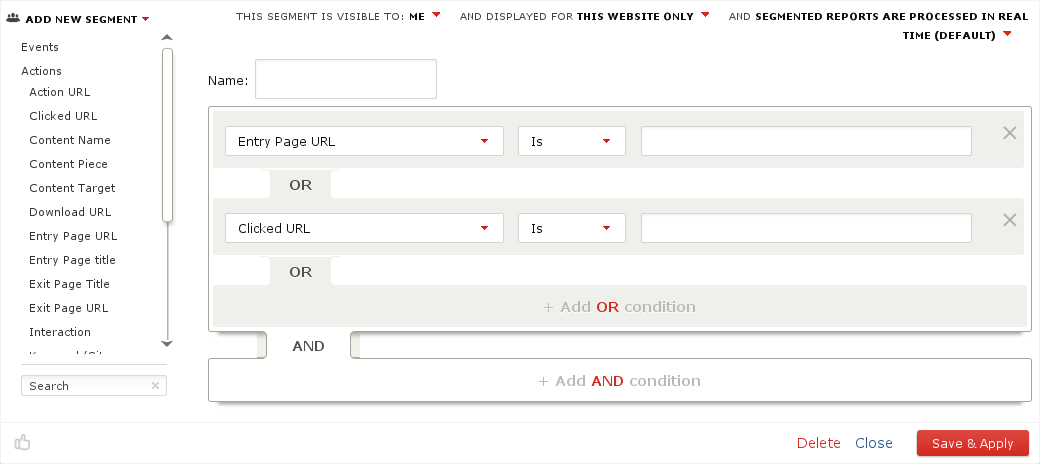 ADD NEW SEGMENT
THIS SEGMENT IS VISIBLE TO: ME AND DISPLAYED FOR THIS WEBSITE ONLY AND SEGMENTED REPORTS ARE PROCESSED IN REAL
TIME (DEFAULT)
Events
Actions
Action URL
Clicked URL
Content Name
Content Piece
Content Target
Download URL
Entry Page URL
Entry Page title
Exit Page Title
Exit Page URL
Interaction
Search
Name:
Entry Page URL Is
OR
Clicked URL Is
OR
+ Add OR condition
AND
+ Add AND condition
Delete Close Save & Apply